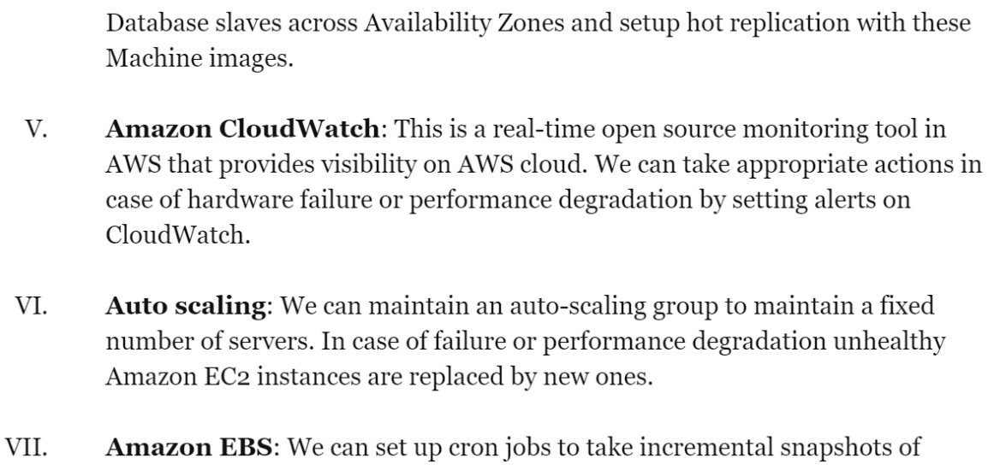 Database slaves across Availability Zones and setup hot replication with these
Machine images.
V. Amazon CloudWatch: This is a real-time open source monitoring tool in
AWS that provides visibility on AWS cloud. We can take appropriate actions in
case of hardware failure or performance degradation by setting alerts on
CloudWatch.
VI. Auto scaling: We can maintain an auto-scaling group to maintain a fixed
number of servers. In case of failure or performance degradation unhealthy
Amazon EC2 instances are replaced by new ones.
VII. Amazon EBS: We can set up cron jobs to take incremental snapshots of